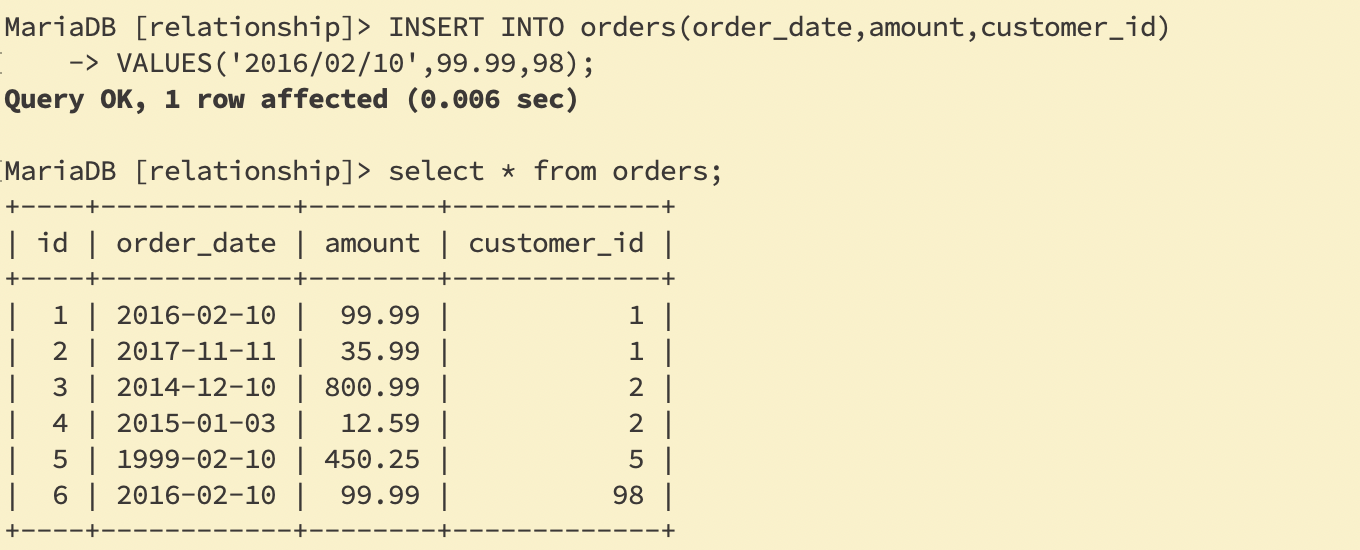 MariaDB [relationship]> INSERT INTO orders(order_date,amount,customer_id)
    -> VALUES('2016/02/10',99.99,98);
Query OK, 1 row affected (0.006 sec)

MariaDB [relationship]> select * from orders;
+----+------------+--------+-------------+
| id | order_date | amount | customer_id |
+----+------------+--------+-------------+
|  1 | 2016-02-10 |  99.99 |           1 |
|  2 | 2017-11-11 |  35.99 |           1 |
|  3 | 2014-12-10 | 800.99 |           2 |
|  4 | 2015-01-03 |  12.59 |           2 |
|  5 | 1999-02-10 | 450.25 |           5 |
|  6 | 2016-02-10 |  99.99 |          98 |
+----+------------+--------+-------------+